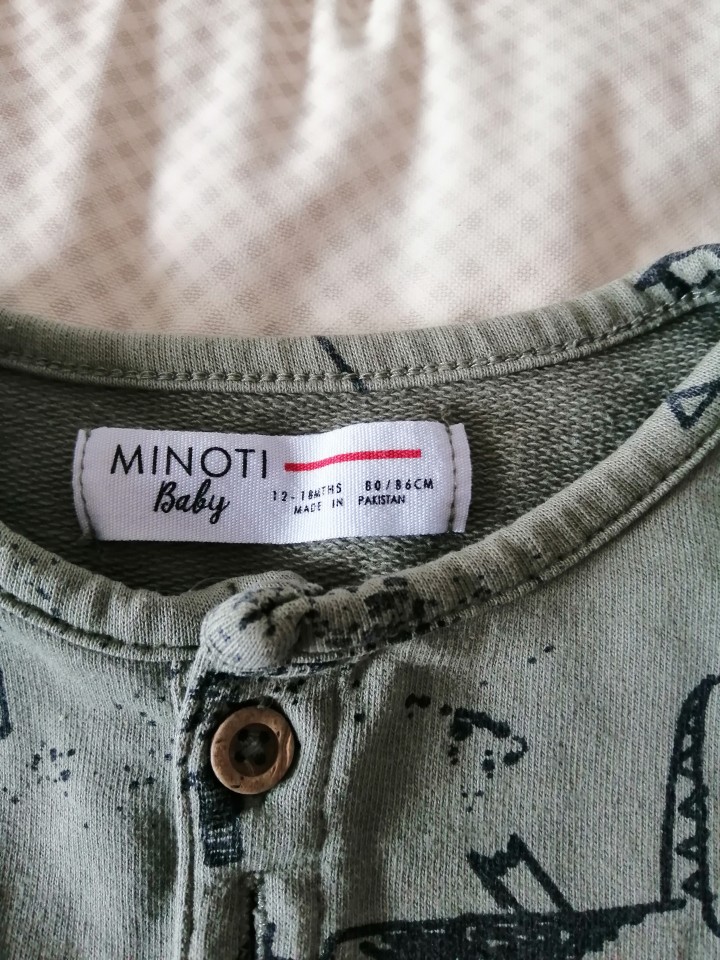 MINOTI
Baby
12-18MTHS 80/86CM
MADE IN PAKISTAN